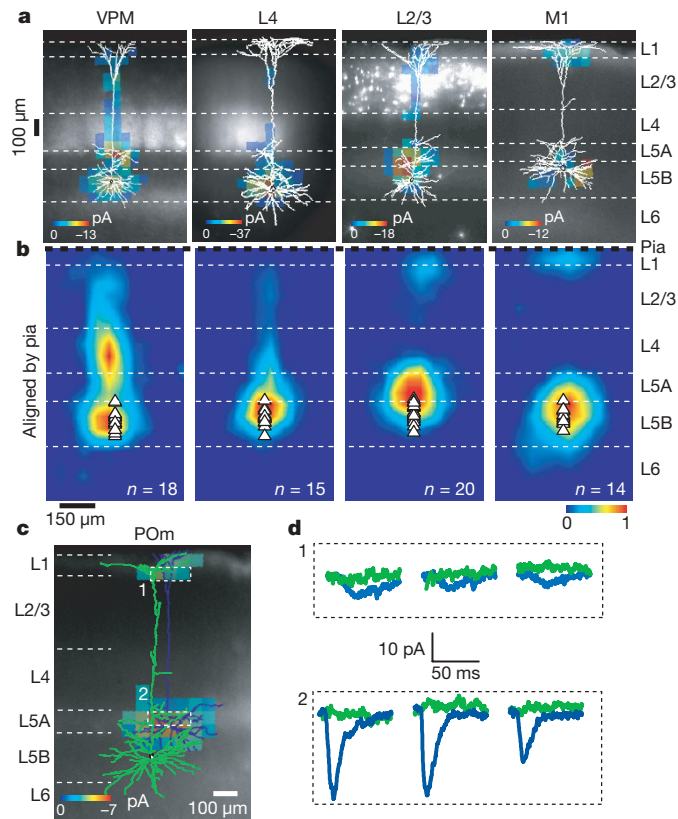 a
VPM L4 L2/3 M1
L1
L2/3
L4
L5A
L5B
L6
100 µm
pA pA pA pA
0 −13 0 −37 0 −18 0 −12
b
Pia
L1
L2/3
L4
L5A
L5B
L6
Aligned by pia
n = 18 n = 15 n = 20 n = 14
150 µm
0 1
c
POm
L1
L2/3
L4
L5A
L5B
L6
1
2
pA
0 −7
100 µm
d
1
10 pA
50 ms
2